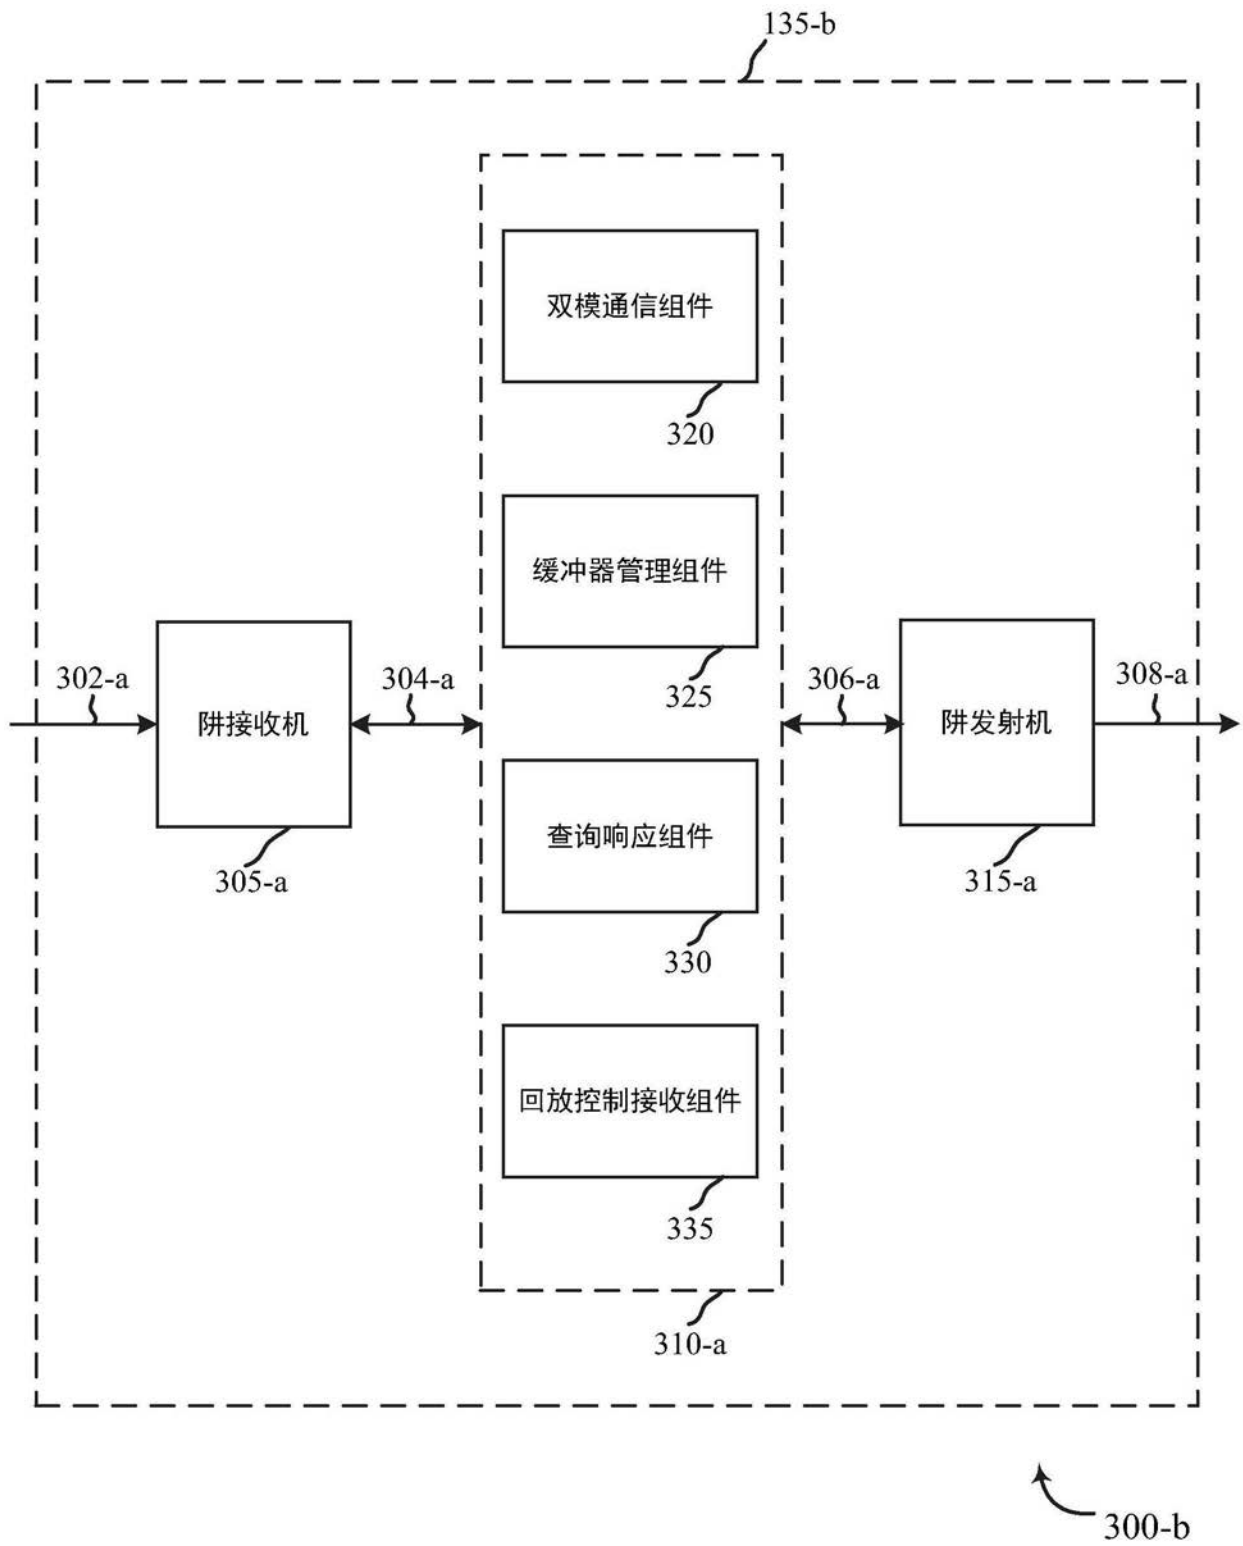 135-b
双模通信组件
320
缓冲器管理组件
325
302-a
304-a
306-a
308-a
阱接收机
阱发射机
305-a
315-a
查询响应组件
330
回放控制接收组件
335
310-a
300-b